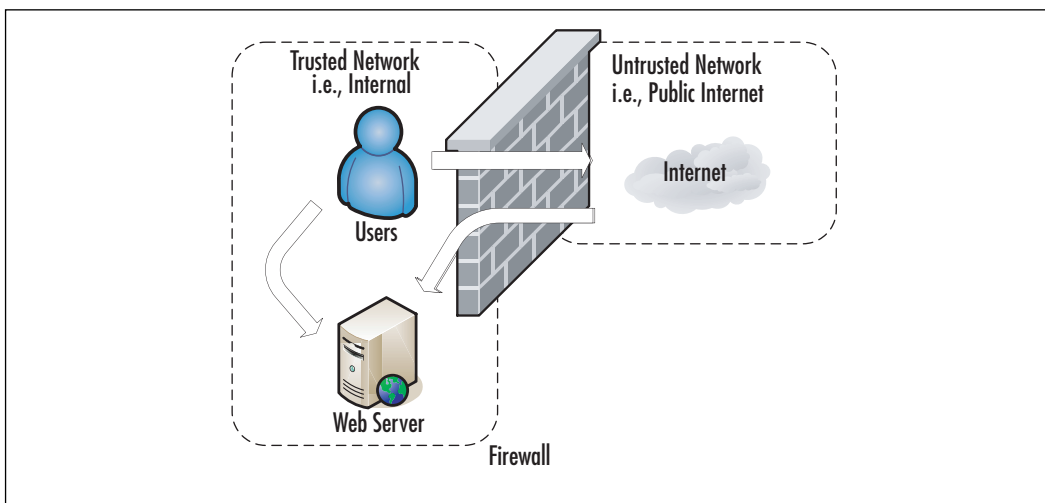 Trusted Network
i.e., Internal
Users
Web Server
Firewall
Untrusted Network
i.e., Public Internet
Internet